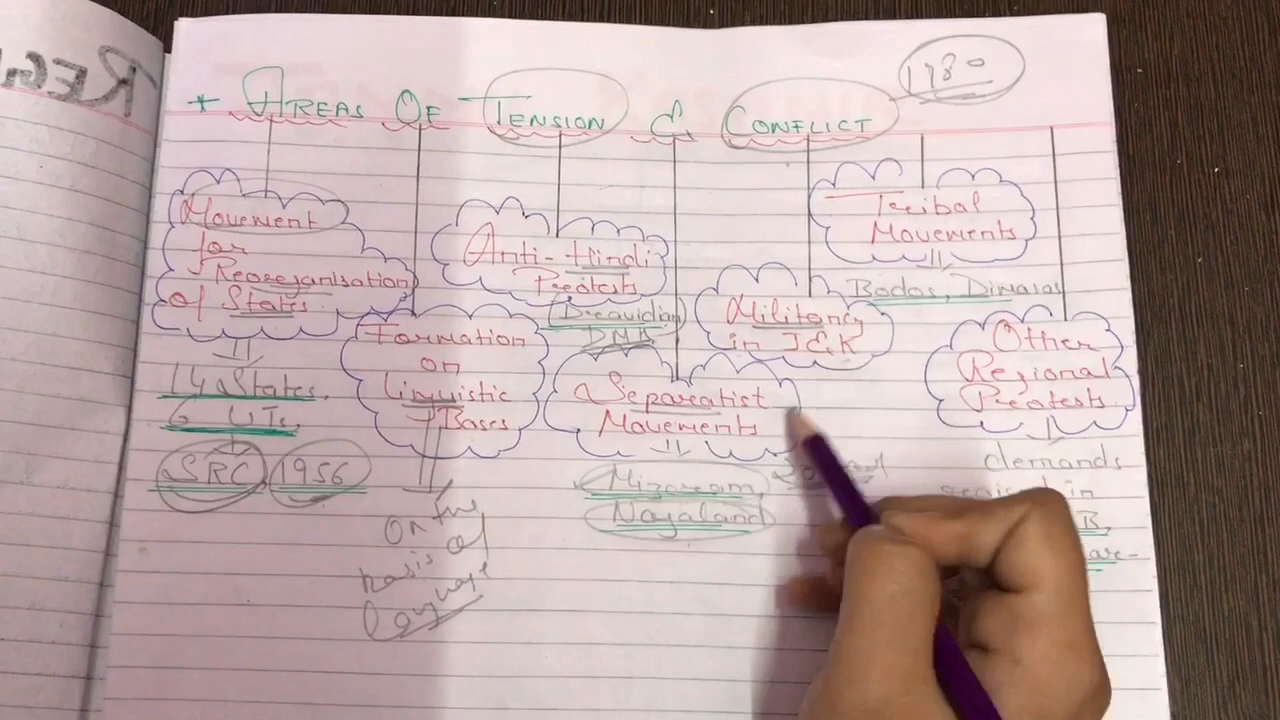 1980
* AREAS OF TENSION & CONFLICT
Movement
for
Reorganisation
of States
14 States,
6 UTs,
SRC 1956
Formation
on
linguistic
Bases
on the
basis of
language
Anti-Hindi
Protests
Dravidian
DMK
Separatist
Movements
Mizoram,
Nagaland
Militancy
in J&K
Tribal
Movements
Bodos, Dimasas
Other
Regional
Protests
demands